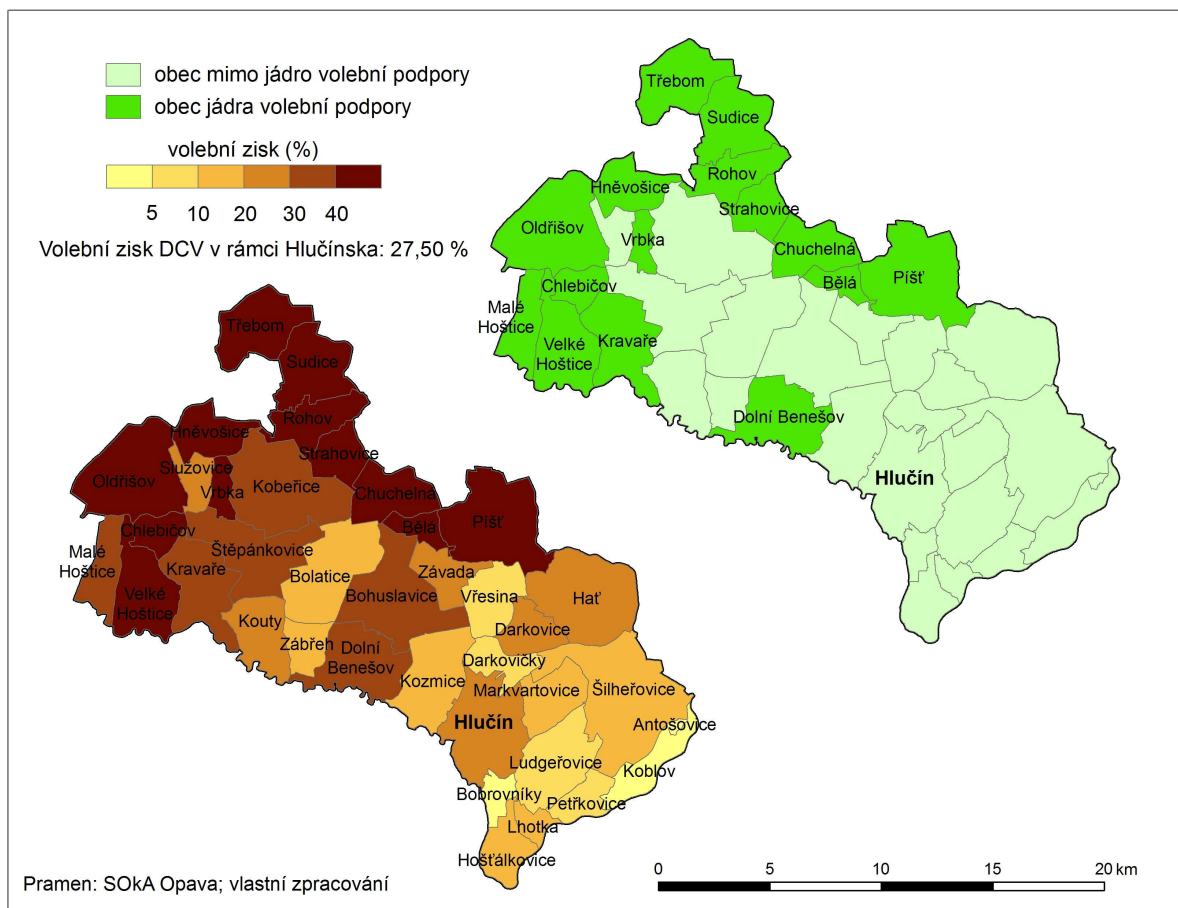 obec mimo jádro volební podpory
obec jádra volební podpory
volební zisk (%)
5 10 20 30 40
Volební zisk DCV v rámci Hlučínska: 27,50 %
Třebom
Sudice
Rohov
Hněvošice
Strahovice
Oldřišov
Vrbka
Chuchelná
Bělá
Píšť
Chlebičov
Malé
Hoštice
Velké
Hoštice
Kravaře
Dolní Benešov
Hlučín
Třebom
Sudice
Rohov
Hněvošice
Strahovice
Služovice
Oldřišov
Vrbka
Kobeřice
Chuchelná
Píšť
Bělá
Chlebičov
Malé
Hoštice
Štěpánkovice
Kravaře
Bolatice
Závada
Velké
Hoštice
Bohuslavice
Vřesina
Hať
Kouty
Darkovice
Zábřeh
Dolní
Benešov
Darkovičky
Kozmice
Markvartovice
Šilheřovice
Hlučín
Antošovice
Ludgeřovice
Koblov
Bobrovníky
Petřkovice
Lhotka
Hošťálkovice
Pramen: SOkA Opava; vlastní zpracování
0 5 10 15 20 km